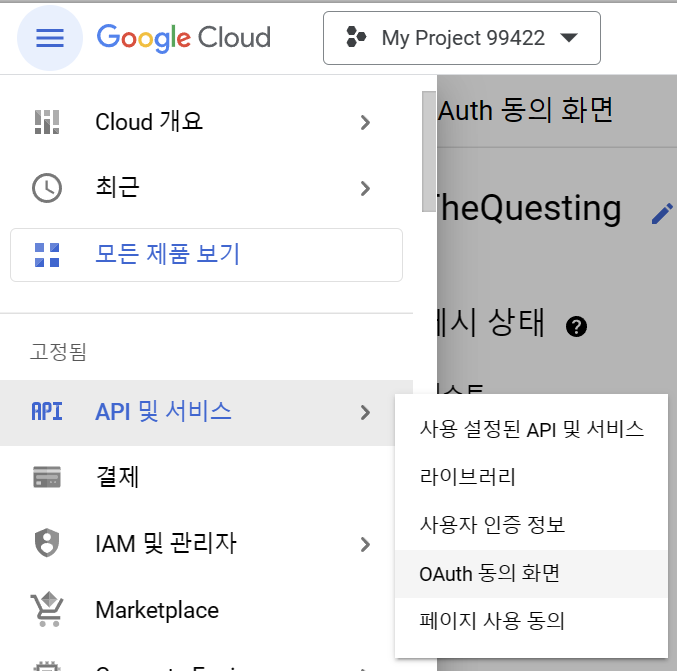 Google Cloud
My Project 99422
Cloud 개요
Auth 동의 화면
최근
TheQuesting
모든 제품 보기
게시 상태
고정됨
API API 및 서비스
사용 설정된 API 및 서비스
라이브러리
결제
사용자 인증 정보
IAM 및 관리자
OAuth 동의 화면
Marketplace
페이지 사용 동의